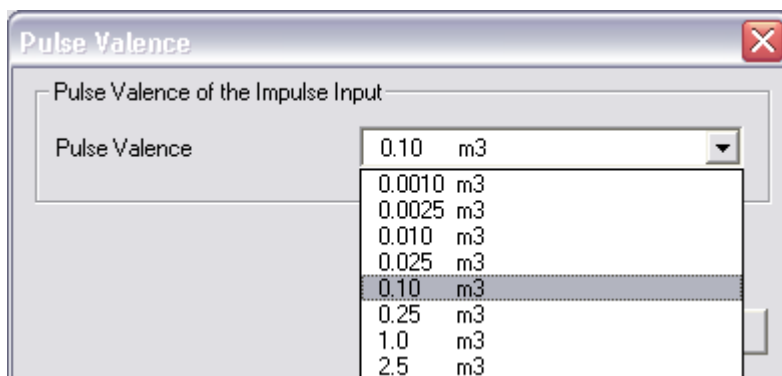 Pulse Valence
Pulse Valence of the Impulse Input
Pulse Valence 0.10 m3
0.0010 m3
0.0025 m3
0.010 m3
0.025 m3
0.10 m3
0.25 m3
1.0 m3
2.5 m3